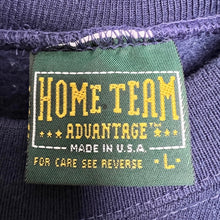 HOME TEAM
ADVANTAGE™
MADE IN U.S.A.
FOR CARE SEE REVERSE -L-